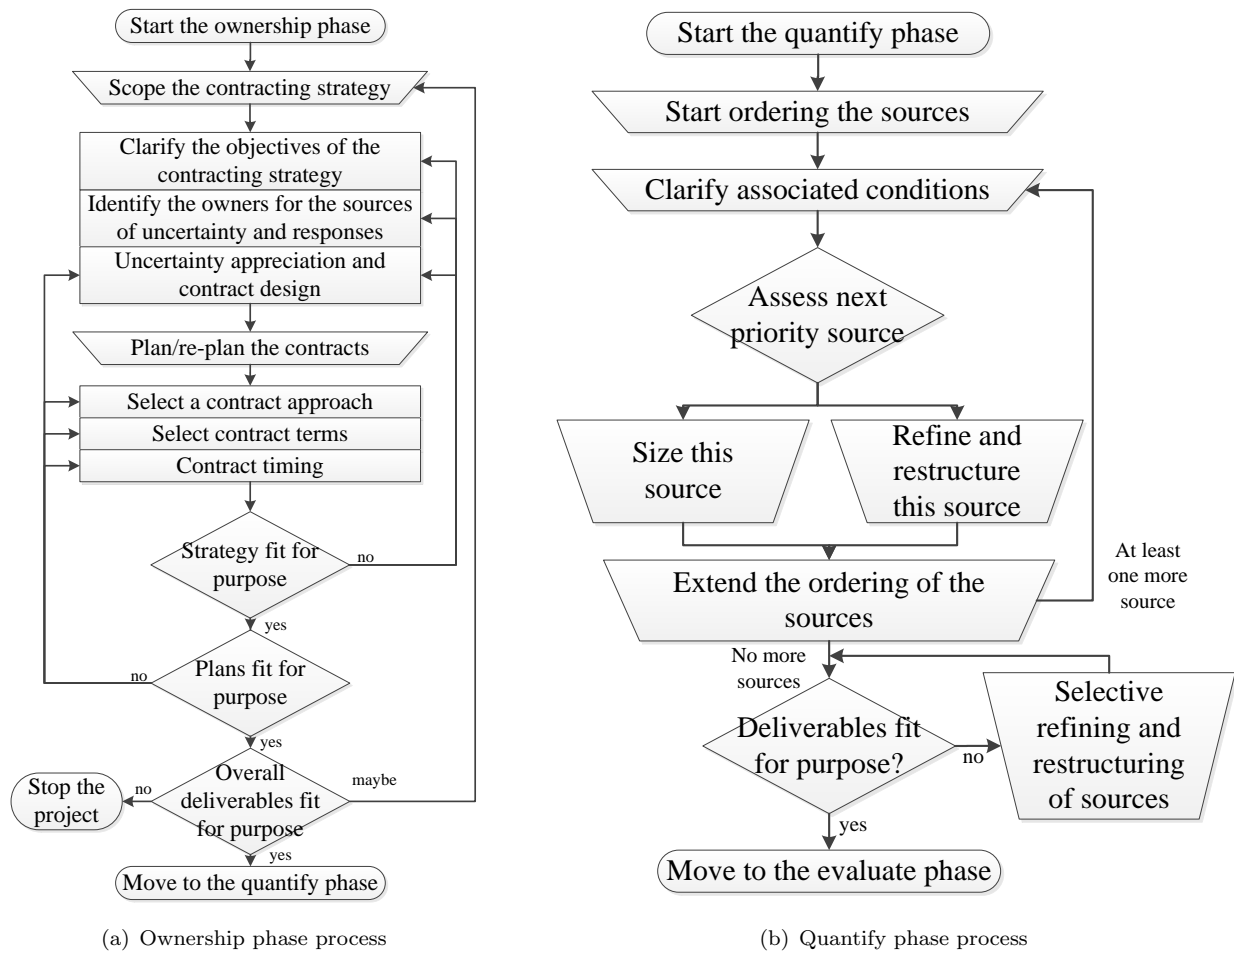 Start the ownership phase
Scope the contracting strategy
Clarify the objectives of the
contracting strategy
Identify the owners for the sources
of uncertainty and responses
Uncertainty appreciation and
contract design
Plan/re-plan the contracts
Select a contract approach
Select contract terms
Contract timing
Strategy fit for
purpose
no
yes
Plans fit for
purpose
no
yes
Overall
deliverables fit
for purpose
maybe
no
Stop the
project
yes
Move to the quantify phase
(a) Ownership phase process
Start the quantify phase
Start ordering the sources
Clarify associated conditions
Assess next
priority source
Size this
source
Refine and
restructure
this source
At least
one more
source
Extend the ordering of the
sources
No more
sources
Deliverables fit
for purpose?
no
Selective
refining and
restructuring
of sources
yes
Move to the evaluate phase
(b) Quantify phase process